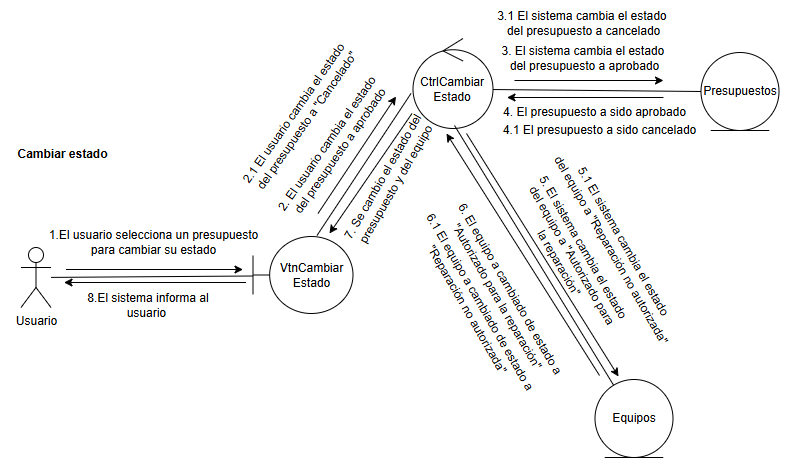 3.1 El sistema cambia el estado
del presupuesto a cancelado
3. El sistema cambia el estado
del presupuesto a aprobado
CtrlCambiar
Estado
Presupuestos
4. El presupuesto a sido aprobado
4.1 El presupuesto a sido cancelado
2.1 El usuario cambia el estado
del presupuesto a "Cancelado"
2. El usuario cambia el estado
del presupuesto a aprobado
7. Se cambio el estado del
presupuesto y del equipo
Cambiar estado
5.1 El sistema cambia el estado
del equipo a "Reparación no autorizada"
5. El sistema cambia el estado
del equipo a "Autorizado para
la reparación"
6. El equipo a cambiado de estado a
"Autorizado para la reparación"
6.1 El equipo a cambiado de estado a
"Reparación no autorizada"
1.El usuario selecciona un presupuesto
para cambiar su estado
VtnCambiar
Estado
8.El sistema informa al
usuario
Usuario
Equipos